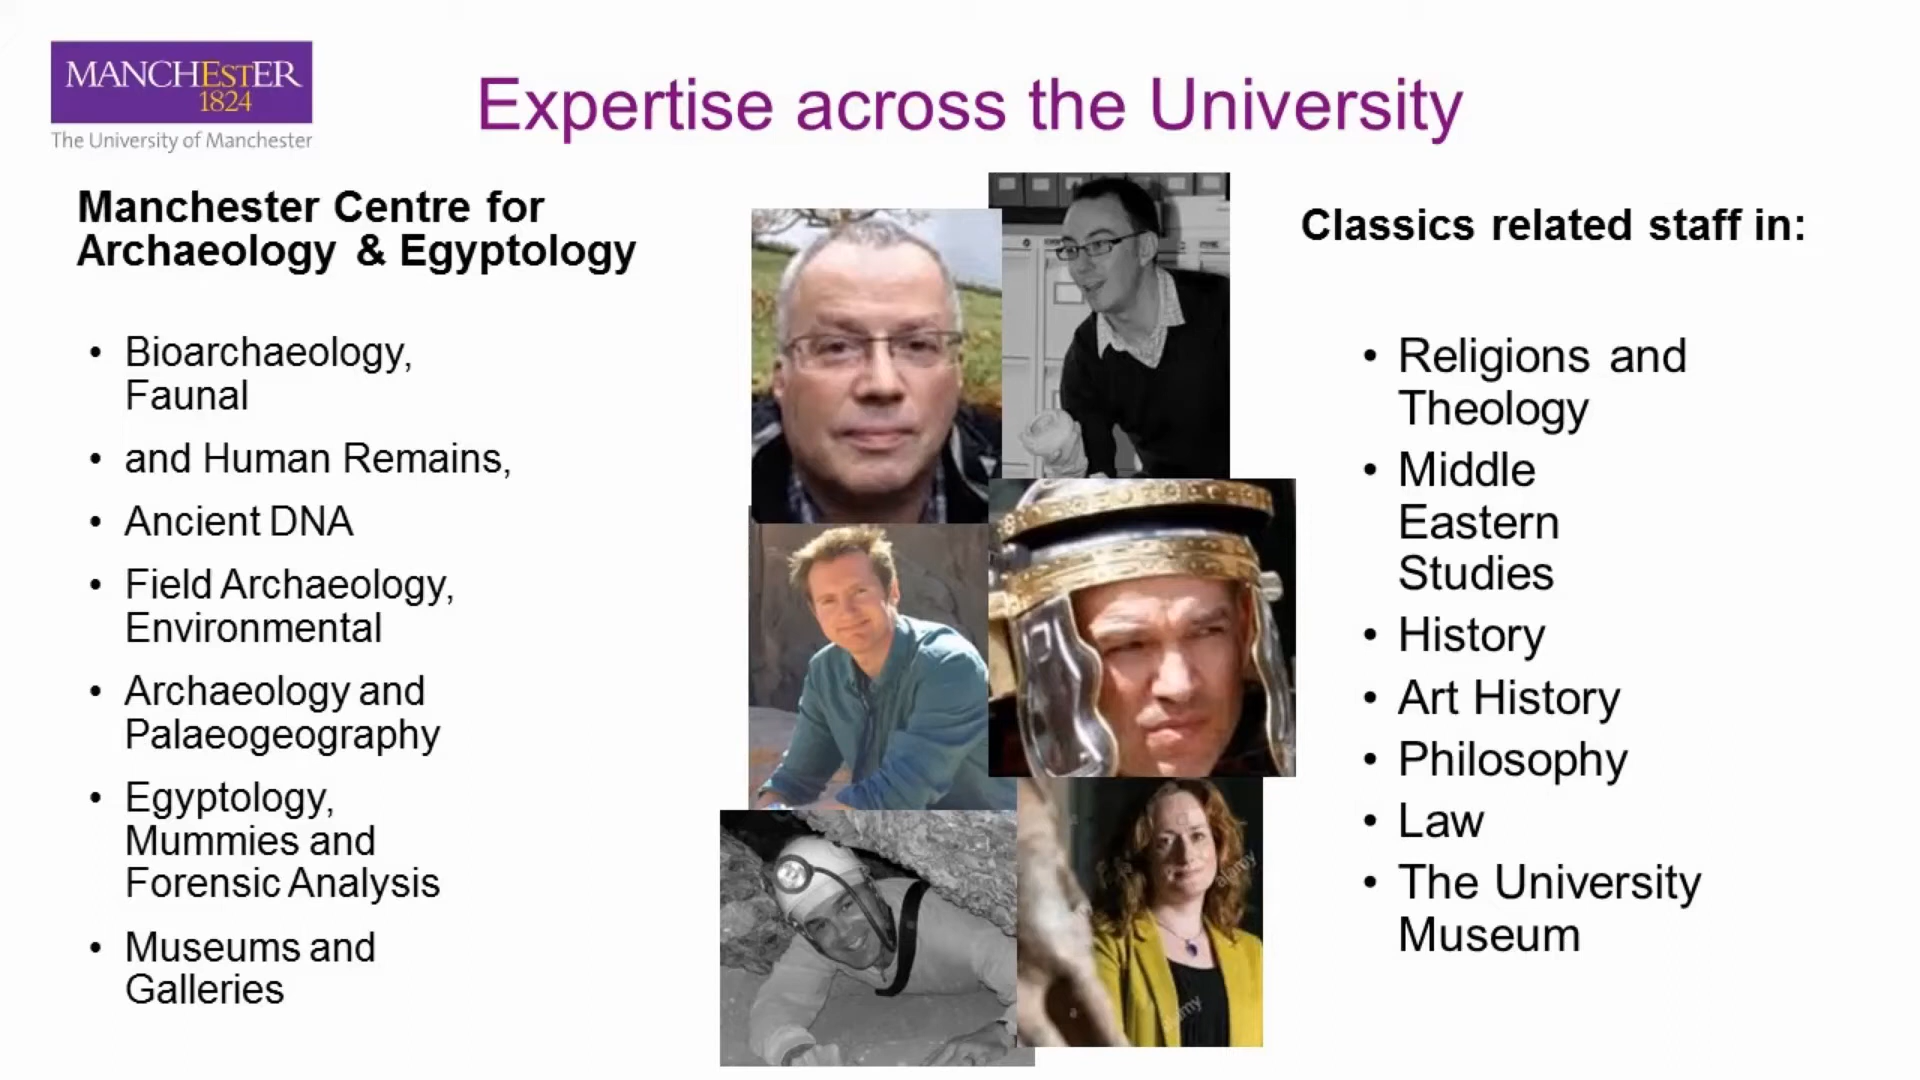 MANCHESTER
1824
The University of Manchester
Expertise across the University
Manchester Centre for
Archaeology & Egyptology
• Bioarchaeology,
Faunal
• and Human Remains,
• Ancient DNA
• Field Archaeology,
Environmental
• Archaeology and
Palaeogeography
• Egyptology,
Mummies and
Forensic Analysis
• Museums and
Galleries
alamy
alamy
Classics related staff in:
• Religions and
Theology
• Middle
Eastern
Studies
• History
• Art History
• Philosophy
• Law
• The University
Museum